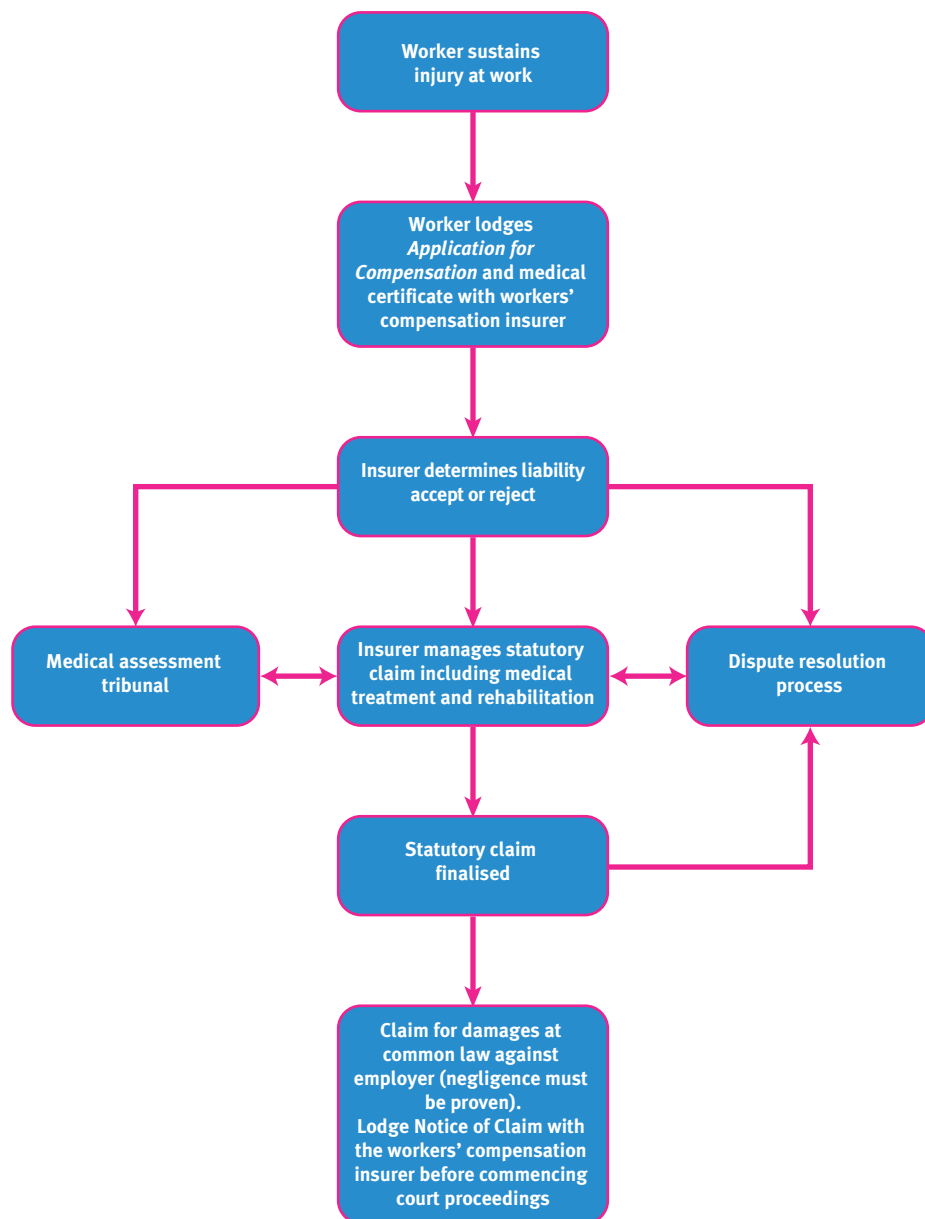 Worker sustains
injury at work
Worker lodges
Application for
Compensation and medical
certificate with workers’
compensation insurer
Insurer determines liability
accept or reject
Medical assessment
tribunal
Insurer manages statutory
claim including medical
treatment and rehabilitation
Dispute resolution
process
Statutory claim
finalised
Claim for damages at
common law against
employer (negligence must
be proven).
Lodge Notice of Claim with
the workers’ compensation
insurer before commencing
court proceedings